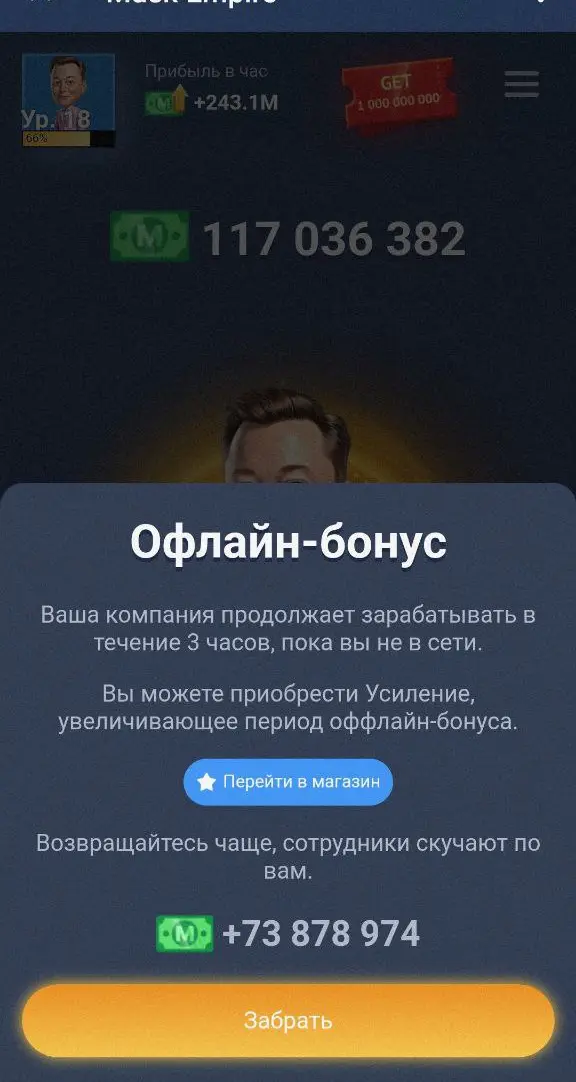 Musk Empire
Прибыль в час
+243.1M
GET
1 000 000 000
Ур. 18
66%
M 117 036 382
Офлайн-бонус
Ваша компания продолжает зарабатывать в
течение 3 часов, пока вы не в сети.
Вы можете приобрести Усиление,
увеличивающее период оффлайн-бонуса.
Перейти в магазин
Возвращайтесь чаще, сотрудники скучают по
вам.
M +73 878 974
Забрать